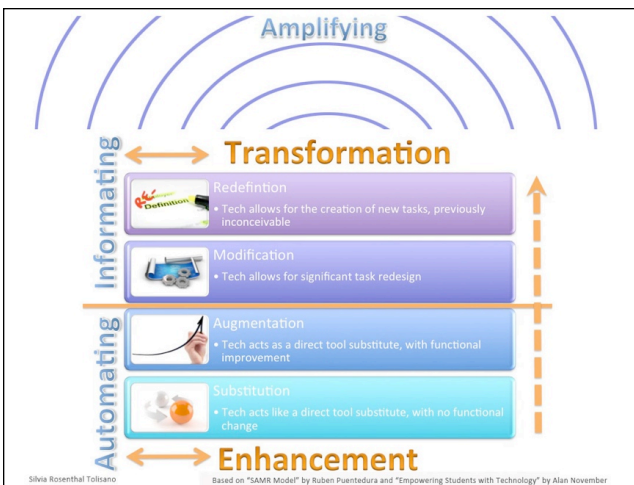 Amplifying
Informating
Transformation
RE-
Definition
Redefintion
• Tech allows for the creation of new tasks, previously
inconceivable
Modification
• Tech allows for significant task redesign
Automating
Augmentation
• Tech acts as a direct tool substitute, with functional
improvement
Substitution
• Tech acts like a direct tool substitute, with no functional
change
Enhancement
Silvia Rosenthal Tolisano
Based on "SAMR Model" by Ruben Puentedura and "Empowering Students with Technology" by Alan November